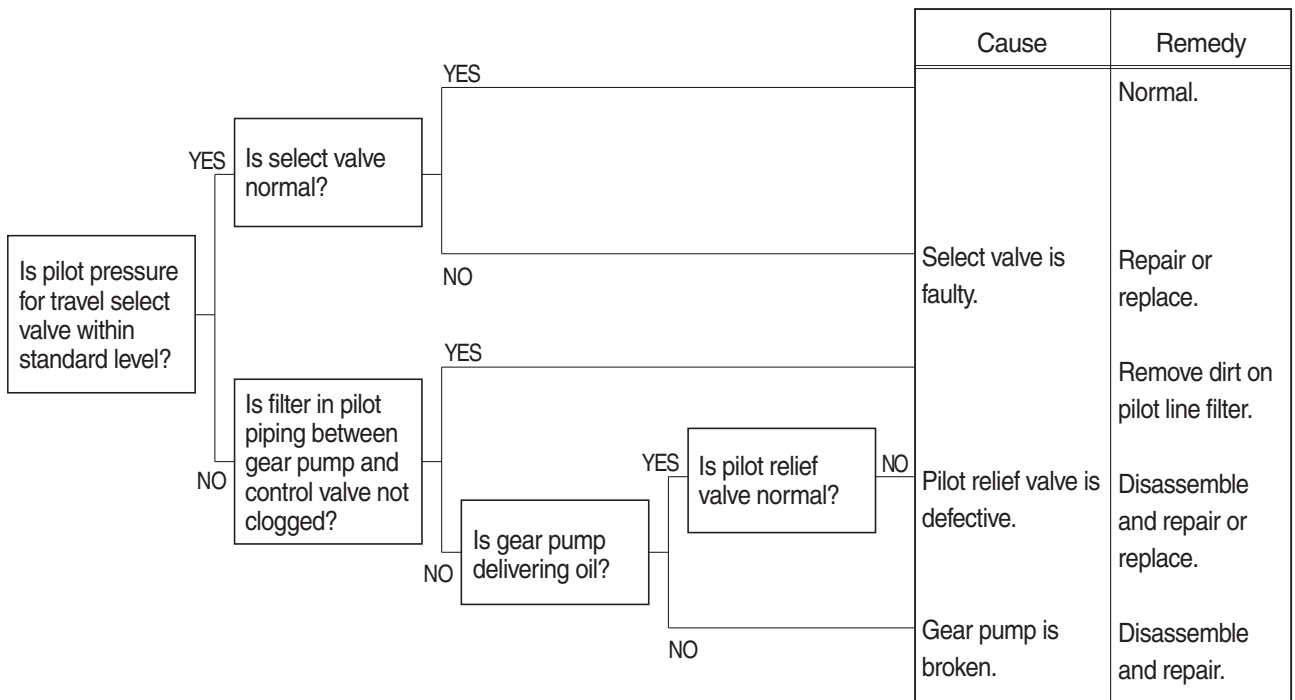 Cause
Remedy
YES
Normal.
YES
Is select valve
normal?
NO
Select valve is
faulty.
Repair or
replace.
Is pilot pressure
for travel select
valve within
standard level?
YES
Remove dirt on
pilot line filter.
NO
Is filter in pilot
piping between
gear pump and
control valve not
clogged?
YES
Is pilot relief
valve normal?
NO
Pilot relief valve is
defective.
Disassemble
and repair or
replace.
NO
Is gear pump
delivering oil?
NO
Gear pump is
broken.
Disassemble
and repair.